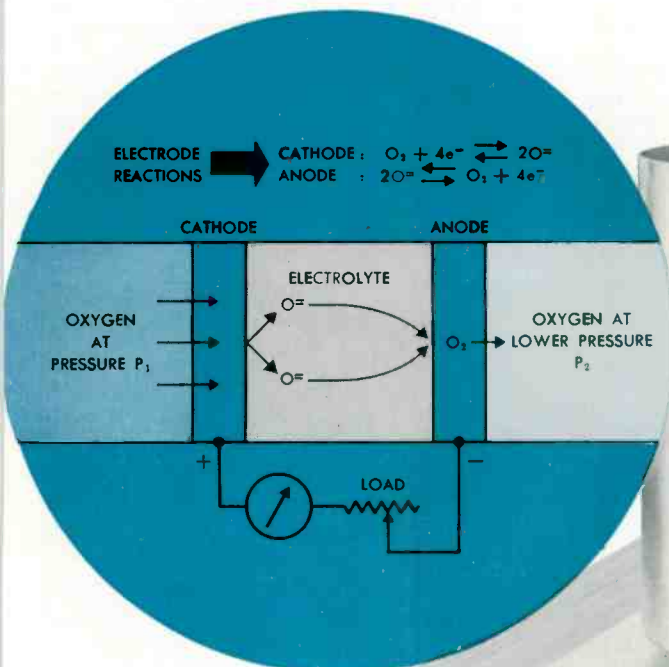 ELECTRODE REACTIONS
CATHODE : O₂ + 4e⁻ ⇄ 2O=
ANODE : 2O= ⇄ O₂ + 4e⁻
CATHODE
ANODE
ELECTROLYTE
O=
O=
OXYGEN
AT
PRESSURE P₁
O₂
OXYGEN AT
LOWER PRESSURE
P₂
+
−
LOAD